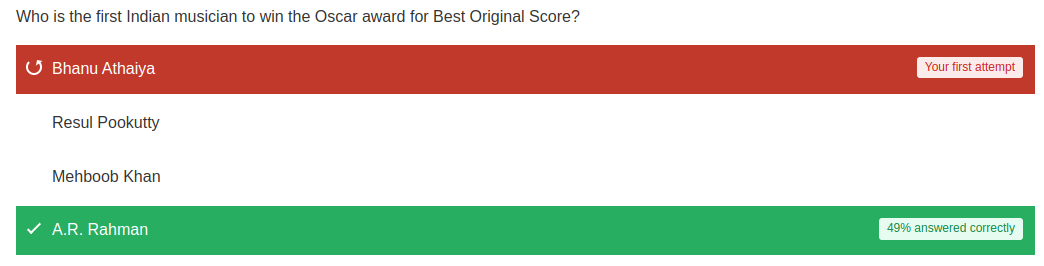 Who is the first Indian musician to win the Oscar award for Best Original Score?
Bhanu Athaiya Your first attempt
Resul Pookutty
Mehboob Khan
A.R. Rahman 49% answered correctly